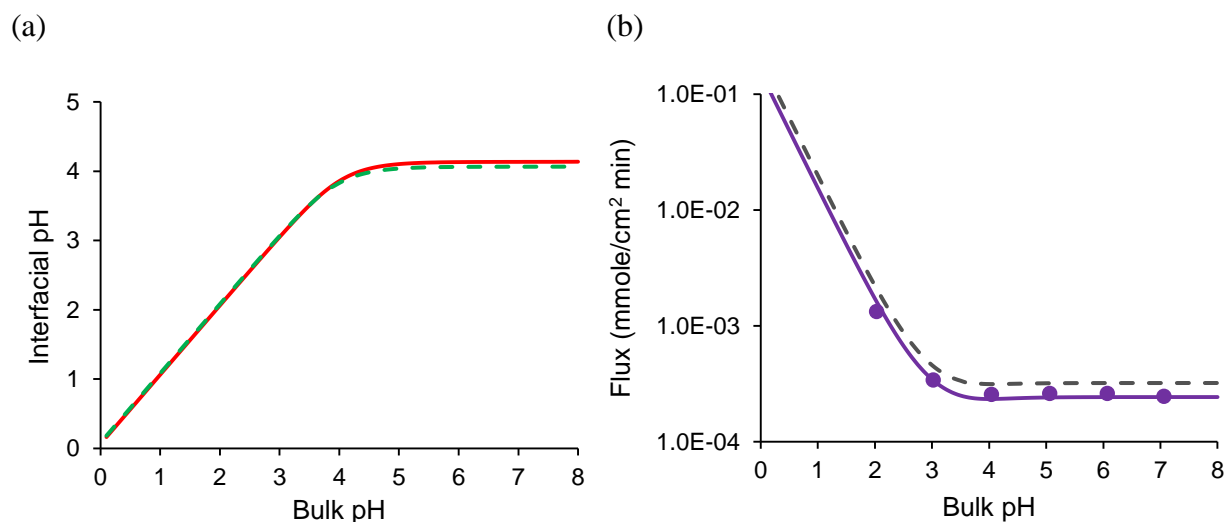 (a)
(b)
5
4
3
2
1
0
Interfacial pH
0 1 2 3 4 5 6 7 8
Bulk pH
1.0E-01
1.0E-02
1.0E-03
1.0E-04
Flux (mmole/cm² min)
0 1 2 3 4 5 6 7 8
Bulk pH